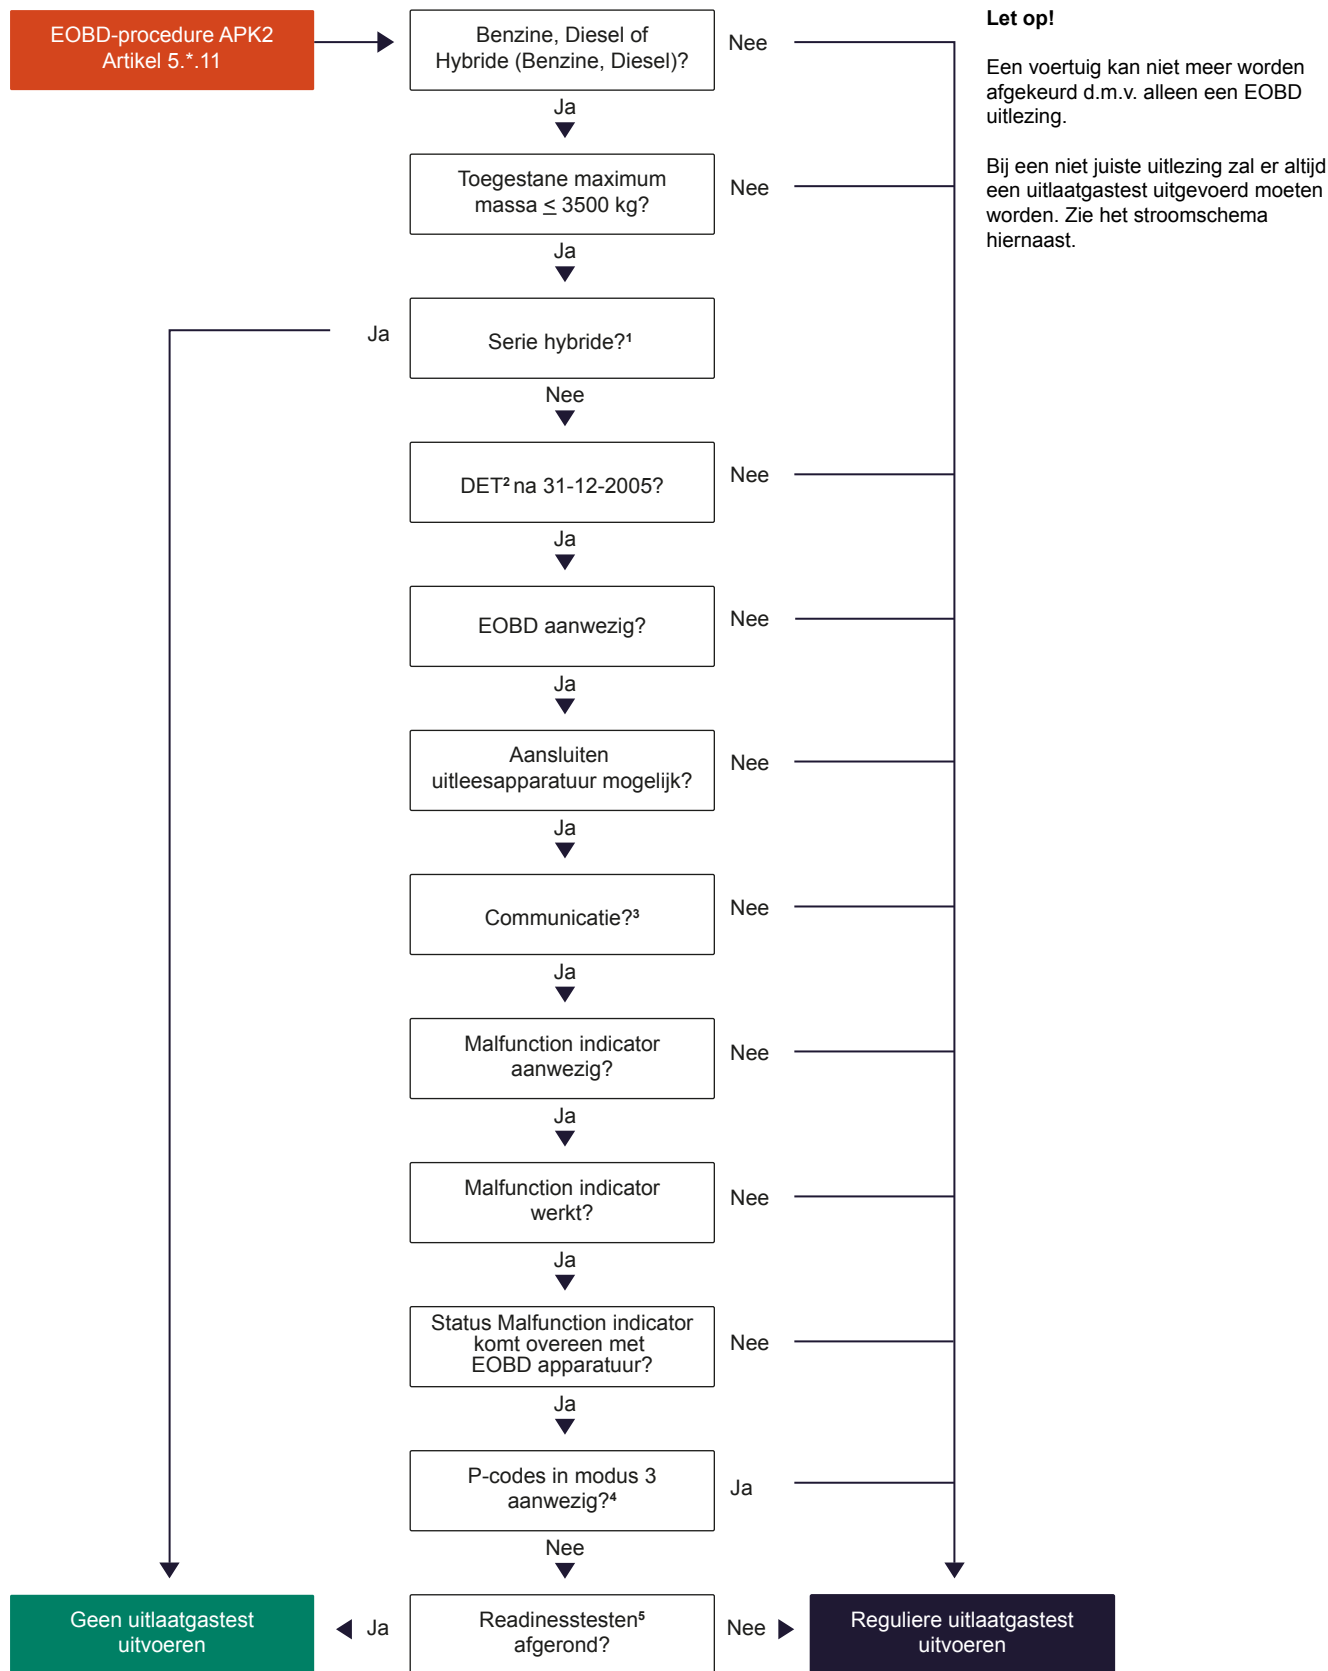 EOBD-procedure APK2
Artikel 5.*.11
Benzine, Diesel of
Hybride (Benzine, Diesel)?
Nee
Ja
Toegestane maximum
massa ≤ 3500 kg?
Nee
Ja
Serie hybride?¹
Ja
Nee
DET² na 31-12-2005?
Nee
Ja
EOBD aanwezig?
Nee
Ja
Aansluiten
uitleesapparatuur mogelijk?
Nee
Ja
Communicatie?³
Nee
Ja
Malfunction indicator
aanwezig?
Nee
Ja
Malfunction indicator
werkt?
Nee
Ja
Status Malfunction indicator
komt overeen met
EOBD apparatuur?
Nee
Ja
P-codes in modus 3
aanwezig?⁴
Ja
Nee
Readinesstesten⁵
afgerond?
Ja
Nee
Geen uitlaatgastest
uitvoeren
Reguliere uitlaatgastest
uitvoeren
Let op!
Een voertuig kan niet meer worden
afgekeurd d.m.v. alleen een EOBD
uitlezing.
Bij een niet juiste uitlezing zal er altijd
een uitlaatgastest uitgevoerd moeten
worden. Zie het stroomschema
hiernaast.